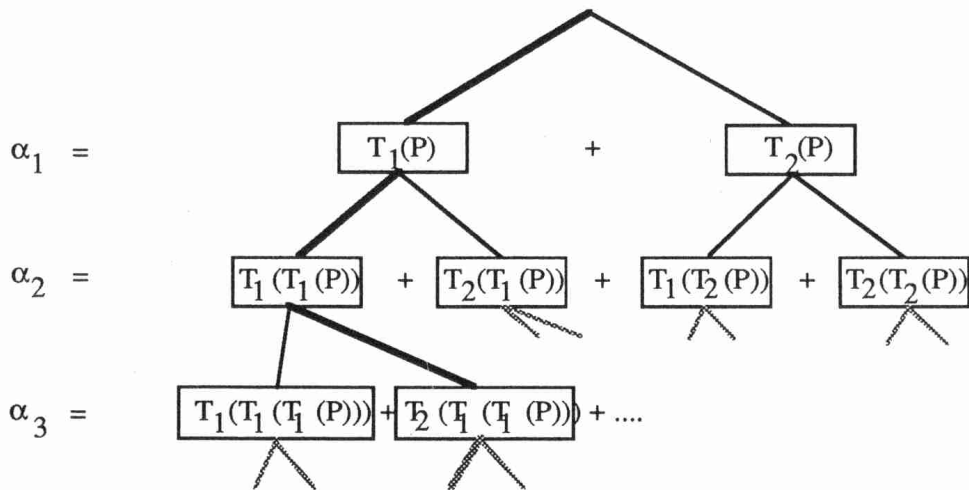 α₁ = T₁(P) + T₂(P)
α₂ = T₁(T₁(P)) + T₂(T₁(P)) + T₁(T₂(P)) + T₂(T₂(P))
α₃ = T₁(T₁(T₁(P))) + T₂(T₁(T₁(P))) + ....